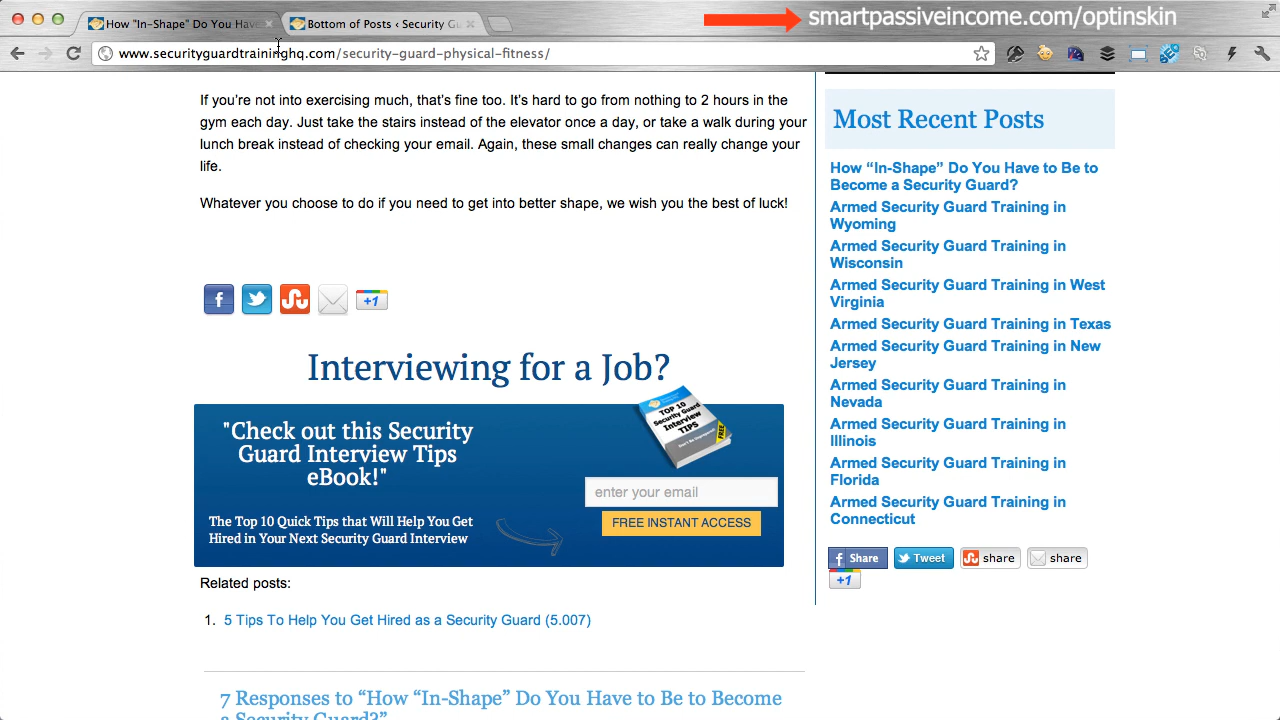 How "In-Shape" Do You Have
Bottom of Posts ‹ Security Gu
smartpassiveincome.com/optinskin
www.securityguardtraininghq.com/security-guard-physical-fitness/
If you're not into exercising much, that's fine too. It's hard to go from nothing to 2 hours in the
gym each day. Just take the stairs instead of the elevator once a day, or take a walk during your
lunch break instead of checking your email. Again, these small changes can really change your
life.
Whatever you choose to do if you need to get into better shape, we wish you the best of luck!
+1
Interviewing for a Job?
"Check out this Security
Guard Interview Tips
eBook!"
The Top 10 Quick Tips that Will Help You Get
Hired in Your Next Security Guard Interview
TOP 10
Security Guard
Interview
TIPS
FREE
enter your email
FREE INSTANT ACCESS
Related posts:
1. 5 Tips To Help You Get Hired as a Security Guard (5.007)
7 Responses to “How “In-Shape” Do You Have to Be to Become
a Security Guard?”
Most Recent Posts
How “In-Shape” Do You Have to Be to
Become a Security Guard?
Armed Security Guard Training in
Wyoming
Armed Security Guard Training in
Wisconsin
Armed Security Guard Training in West
Virginia
Armed Security Guard Training in Texas
Armed Security Guard Training in New
Jersey
Armed Security Guard Training in
Nevada
Armed Security Guard Training in
Illinois
Armed Security Guard Training in
Florida
Armed Security Guard Training in
Connecticut
Share
Tweet
share
share
+1